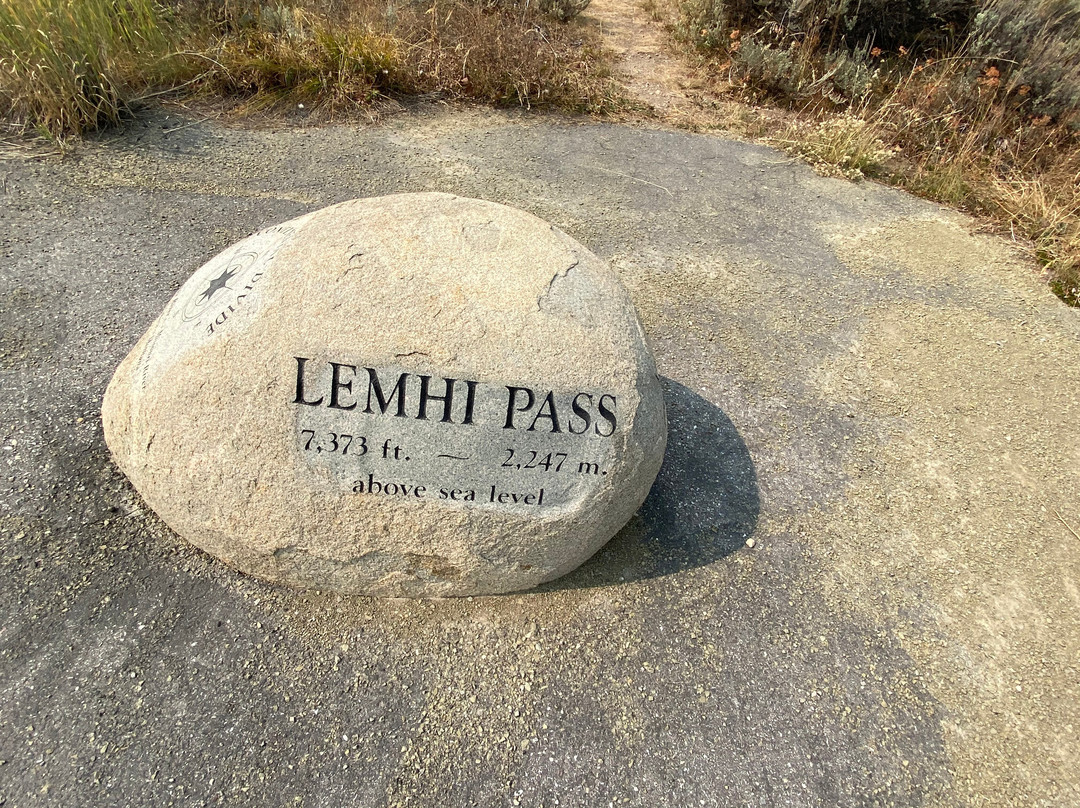 DIVIDE
LEMHI PASS
7,373 ft. — 2,247 m.
above sea level